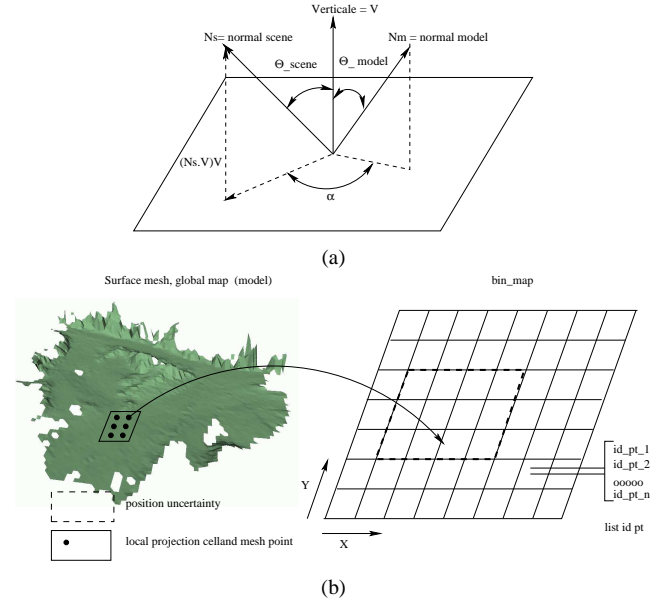 Verticale = V
Ns= normal scene
Nm = normal model
Θ_scene
Θ_ model
(Ns.V)V
α
(a)
Surface mesh, global map (model)
bin_map
id_pt_1
id_pt_2
ooooo
id_pt_n
Y
position uncertainty
list id pt
X
local projection celland mesh point
(b)